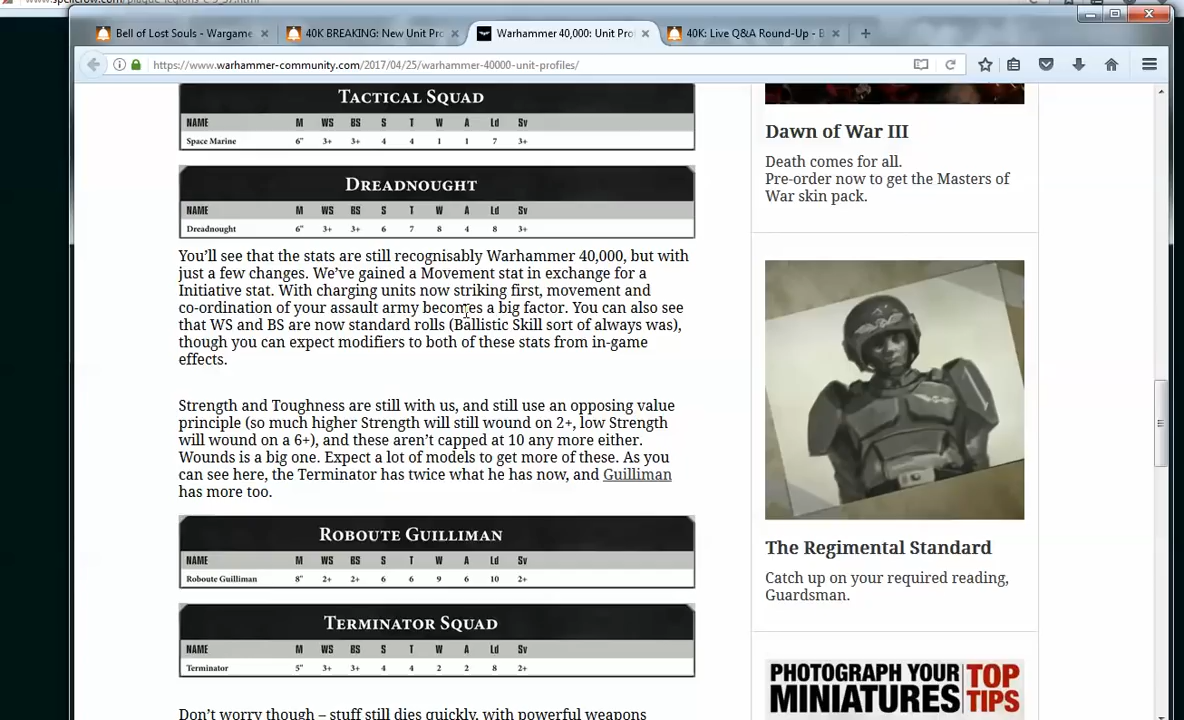 www.spellcrow.com/plague-legions-c-5_57.html
Bell of Lost Souls - Wargame
40K BREAKING: New Unit Pro
Warhammer 40,000: Unit Pro
40K: Live Q&A Round-Up - B
https://www.warhammer-community.com/2017/04/25/warhammer-40000-unit-profiles/
TACTICAL SQUAD
NAME M WS BS S T W A Ld Sv
Space Marine 6" 3+ 3+ 4 4 1 1 7 3+
DREADNOUGHT
NAME M WS BS S T W A Ld Sv
Dreadnought 6" 3+ 3+ 6 7 8 4 8 3+
You'll see that the stats are still recognisably Warhammer 40,000, but with
just a few changes. We've gained a Movement stat in exchange for a
Initiative stat. With charging units now striking first, movement and
co-ordination of your assault army becomes a big factor. You can also see
that WS and BS are now standard rolls (Ballistic Skill sort of always was),
though you can expect modifiers to both of these stats from in-game
effects.
Strength and Toughness are still with us, and still use an opposing value
principle (so much higher Strength will still wound on 2+, low Strength
will wound on a 6+), and these aren't capped at 10 any more either.
Wounds is a big one. Expect a lot of models to get more of these. As you
can see here, the Terminator has twice what he has now, and Guilliman
has more too.
ROBOUTE GUILLIMAN
NAME M WS BS S T W A Ld Sv
Roboute Guilliman 8" 2+ 2+ 6 6 9 6 10 2+
TERMINATOR SQUAD
NAME M WS BS S T W A Ld Sv
Terminator 5" 3+ 3+ 4 4 2 2 8 2+
Don't worry though – stuff still dies quickly, with powerful weapons
Dawn of War III
Death comes for all.
Pre-order now to get the Masters of
War skin pack.
The Regimental Standard
Catch up on your required reading,
Guardsman.
PHOTOGRAPH YOUR
MINIATURES
TOP
TIPS